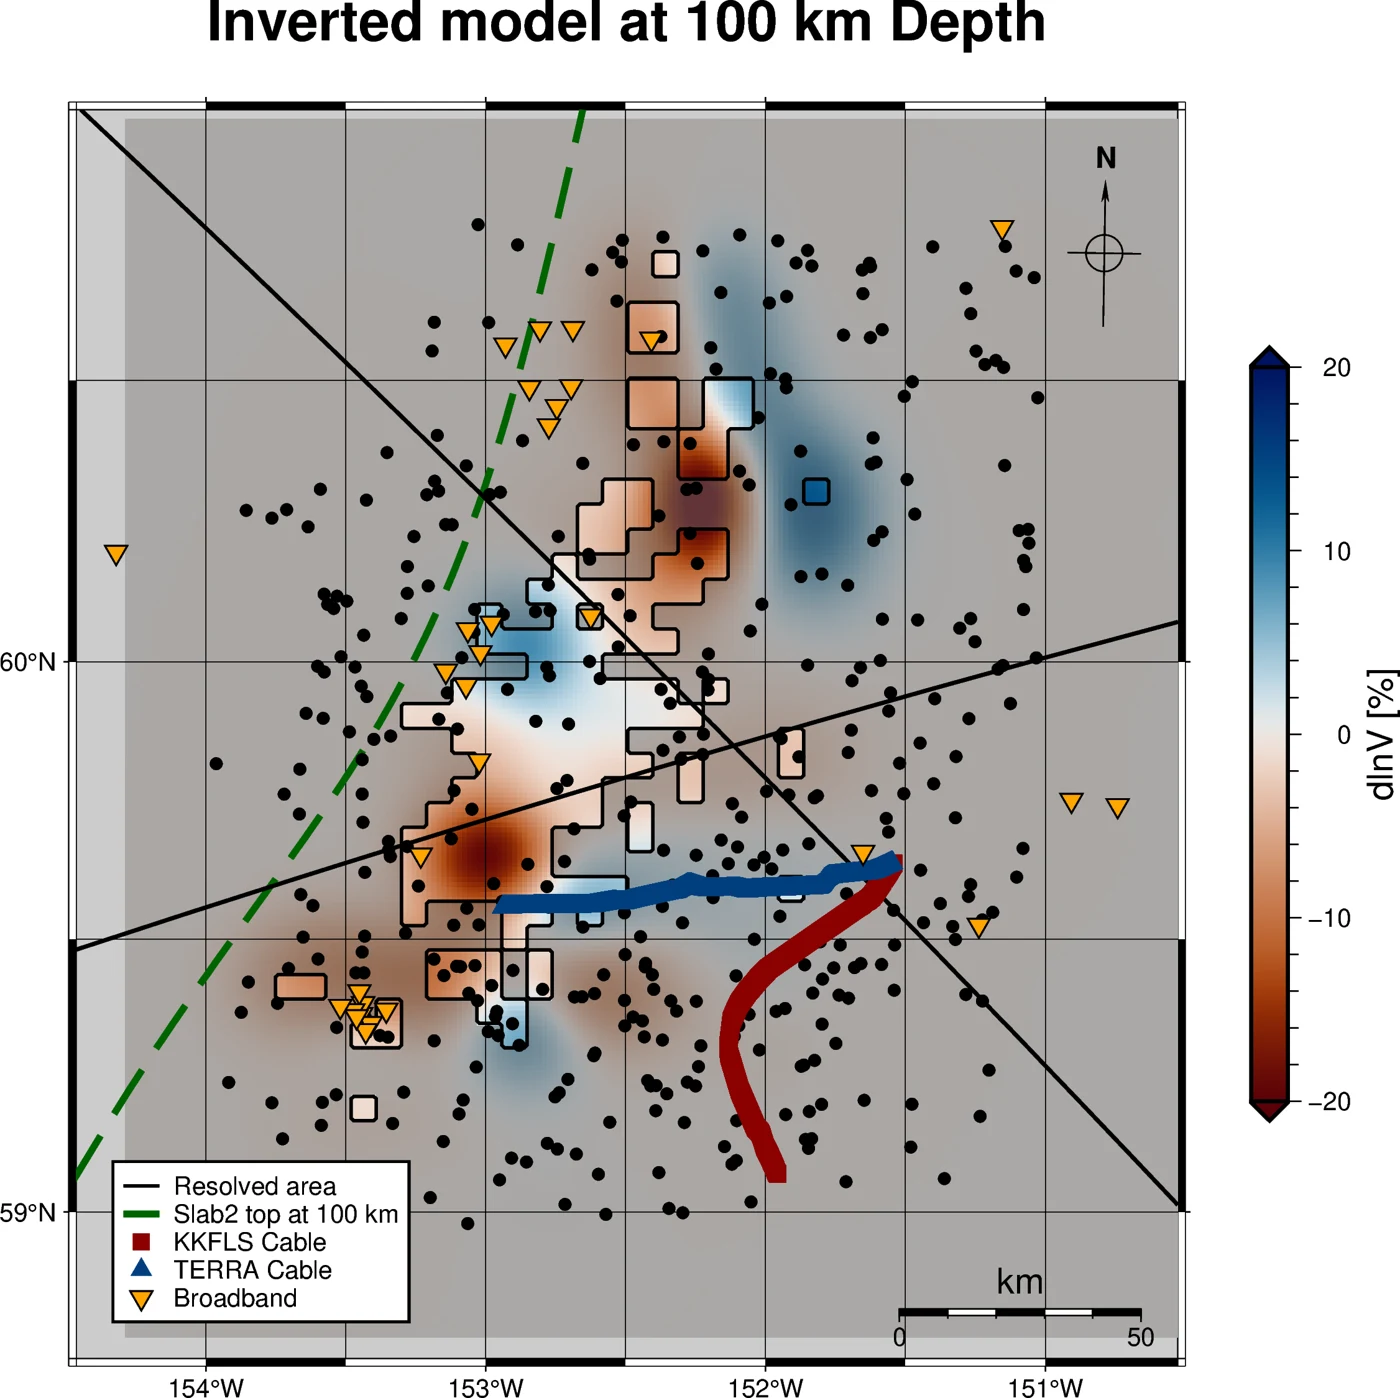 Inverted model at 100 km Depth
N
20
10
0
−10
−20
dlnV [%]
60°N
59°N
Resolved area
Slab2 top at 100 km
KKFLS Cable
TERRA Cable
Broadband
km
0
50
154°W
153°W
152°W
151°W